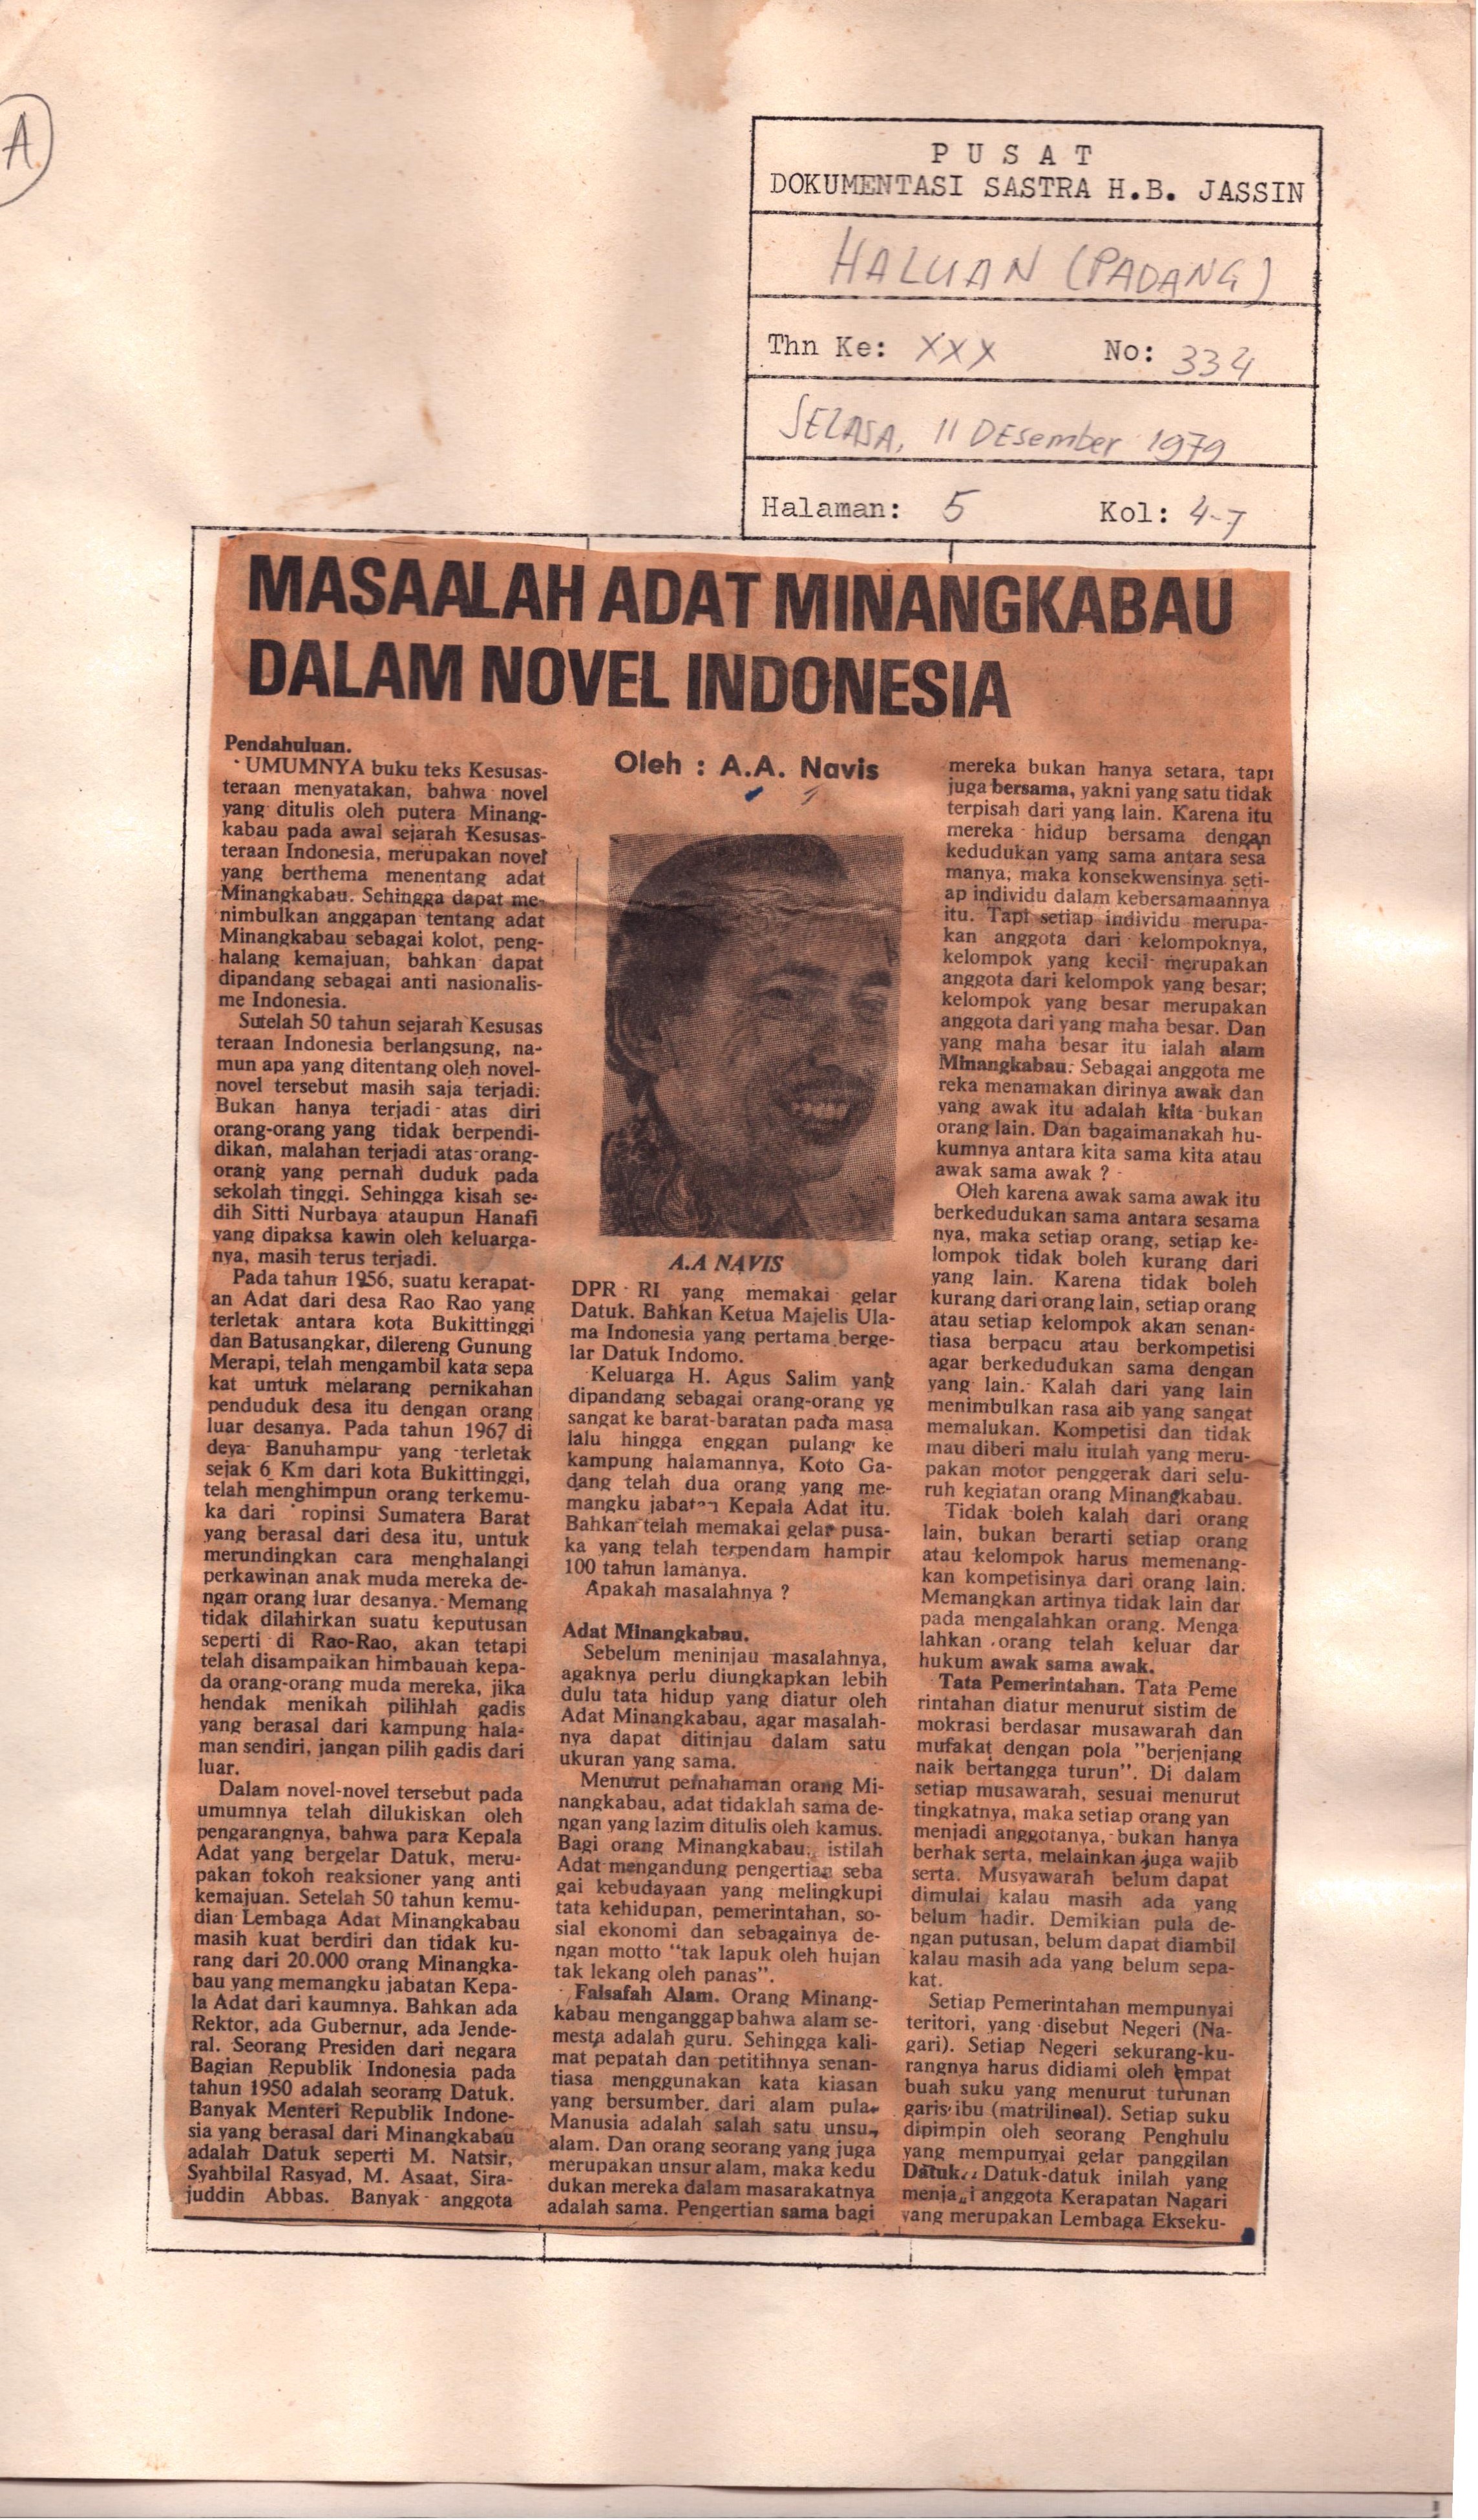 A
P U S A T
DOKUMENTASI SASTRA H.B. JASSIN
HALUAN (PADANG)
Thn Ke: XXX No: 334
SELASA, 11 DESember 1979
Halaman: 5 Kol: 4-7
MASAALAH ADAT MINANGKABAU
DALAM NOVEL INDONESIA
Pendahuluan.
UMUMNYA buku teks Kesusas-
teraan menyatakan, bahwa novel
yang ditulis oleh putera Minang-
kabau pada awal sejarah Kesusas-
teraan Indonesia, merupakan novel
yang berthema menentang adat
Minangkabau. Sehingga dapat me-
nimbulkan anggapan tentang adat
Minangkabau sebagai kolot, peng-
halang kemajuan, bahkan dapat
dipandang sebagai anti nasionalis-
me Indonesia.
Sutelah 50 tahun sejarah Kesusas
teraan Indonesia berlangsung, na-
mun apa yang ditentang oleh novel-
novel tersebut masih saja terjadi.
Bukan hanya terjadi atas diri
orang-orang yang tidak berpendi-
dikan, malahan terjadi atas orang-
orang yang pernah duduk pada
sekolah tinggi. Sehingga kisah se-
dih Sitti Nurbaya ataupun Hanafi
yang dipaksa kawin oleh keluarga-
nya, masih terus terjadi.
Pada tahun 1956, suatu kerapat-
an Adat dari desa Rao Rao yang
terletak antara kota Bukittinggi
dan Batusangkar, dilereng Gunung
Merapi, telah mengambil kata sepa
kat untuk melarang pernikahan
penduduk desa itu dengan orang
luar desanya. Pada tahun 1967 di
deya Banuhampu yang terletak
sejak 6 Km dari kota Bukittinggi,
telah menghimpun orang terkemu-
ka dari ropinsi Sumatera Barat
yang berasal dari desa itu, untuk
merundingkan cara menghalangi
perkawinan anak muda mereka de-
ngan orang luar desanya. Memang
tidak dilahirkan suatu keputusan
seperti di Rao-Rao, akan tetapi
telah disampaikan himbauan kepa-
da orang-orang muda mereka, jika
hendak menikah pilihlah gadis
yang berasal dari kampung hala-
man sendiri, jangan pilih gadis dari
luar.
Dalam novel-novel tersebut pada
umumnya telah dilukiskan oleh
pengarangnya, bahwa para Kepala
Adat yang bergelar Datuk, meru-
pakan tokoh reaksioner yang anti
kemajuan. Setelah 50 tahun kemu-
dian Lembaga Adat Minangkabau
masih kuat berdiri dan tidak ku-
rang dari 20.000 orang Minangka-
bau yang memangku jabatan Kepa-
la Adat dari kaumnya. Bahkan ada
Rektor, ada Gubernur, ada Jende-
ral. Seorang Presiden dari negara
Bagian Republik Indonesia pada
tahun 1950 adalah seorang Datuk.
Banyak Menteri Republik Indone-
sia yang berasal dari Minangkabau
adalah Datuk seperti M. Natsir,
Syahbilal Rasyad, M. Asaat, Sira-
juddin Abbas. Banyak anggota
Oleh : A.A. Navis
A.A NAVIS
DPR RI yang memakai gelar
Datuk. Bahkan Ketua Majelis Ula-
ma Indonesia yang pertama berge-
lar Datuk Indomo.
Keluarga H. Agus Salim yang
dipandang sebagai orang-orang yg
sangat ke barat-baratan pada masa
lalu hingga enggan pulang ke
kampung halamannya, Koto Ga-
dang telah dua orang yang me-
mangku jabatan Kepala Adat itu.
Bahkan telah memakai gelar pusa-
ka yang telah terpendam hampir
100 tahun lamanya.
Apakah masalahnya ?
Adat Minangkabau.
Sebelum meninjau masalahnya,
agaknya perlu diungkapkan lebih
dulu tata hidup yang diatur oleh
Adat Minangkabau, agar masalah-
nya dapat ditinjau dalam satu
ukuran yang sama.
Menurut pemahaman orang Mi-
nangkabau, adat tidaklah sama de-
ngan yang lazim ditulis oleh kamus.
Bagi orang Minangkabau, istilah
Adat mengandung pengertian seba
gai kebudayaan yang melingkupi
tata kehidupan, pemerintahan, so-
sial ekonomi dan sebagainya de-
ngan motto "tak lapuk oleh hujan
tak lekang oleh panas".
Falsafah Alam. Orang Minang-
kabau menganggap bahwa alam se-
mesta adalah guru. Sehingga kali-
mat pepatah dan petitihnya senan-
tiasa menggunakan kata kiasan
yang bersumber dari alam pula.
Manusia adalah salah satu unsur
alam. Dan orang seorang yang juga
merupakan unsur alam, maka kedu
dukan mereka dalam masarakatnya
adalah sama. Pengertian sama bagi
mereka bukan hanya setara, tapi
juga bersama, yakni yang satu tidak
terpisah dari yang lain. Karena itu
mereka hidup bersama dengan
kedudukan yang sama antara sesa
manya, maka konsekwensinya seti-
ap individu dalam kebersamaannya
itu. Tapi setiap individu merupa-
kan anggota dari kelompoknya,
kelompok yang kecil merupakan
anggota dari kelompok yang besar;
kelompok yang besar merupakan
anggota dari yang maha besar. Dan
yang maha besar itu ialah alam
Minangkabau. Sebagai anggota me
reka menamakan dirinya awak dan
yang awak itu adalah kita bukan
orang lain. Dan bagaimanakah hu-
kumnya antara kita sama kita atau
awak sama awak ?
Oleh karena awak sama awak itu
berkedudukan sama antara sesama
nya, maka setiap orang, setiap ke-
lompok tidak boleh kurang dari
yang lain. Karena tidak boleh
kurang dari orang lain, setiap orang
atau setiap kelompok akan senan-
tiasa berpacu atau berkompetisi
agar berkedudukan sama dengan
yang lain. Kalah dari yang lain
menimbulkan rasa aib yang sangat
memalukan. Kompetisi dan tidak
mau diberi malu itulah yang meru-
pakan motor penggerak dari selu-
ruh kegiatan orang Minangkabau.
Tidak boleh kalah dari orang
lain, bukan berarti setiap orang
atau kelompok harus memenang-
kan kompetisinya dari orang lain.
Memangkan artinya tidak lain dar
pada mengalahkan orang. Menga
lahkan orang telah keluar dar
hukum awak sama awak.
Tata Pemerintahan. Tata Peme
rintahan diatur menurut sistim de
mokrasi berdasar musawarah dan
mufakat dengan pola "berjenjang
naik bertangga turun". Di dalam
setiap musawarah, sesuai menurut
tingkatnya, maka setiap orang yan
menjadi anggotanya, bukan hanya
berhak serta, melainkan juga wajib
serta. Musyawarah belum dapat
dimulai kalau masih ada yang
belum hadir. Demikian pula de-
ngan putusan, belum dapat diambil
kalau masih ada yang belum sepa-
kat.
Setiap Pemerintahan mempunyai
teritori, yang disebut Negeri (Na-
gari). Setiap Negeri sekurang-ku-
rangnya harus didiami oleh empat
buah suku yang menurut turunan
garis ibu (matrilineal). Setiap suku
dipimpin oleh seorang Penghulu
yang mempunyai gelar panggilan
Datuk. Datuk-datuk inilah yang
menjadi anggota Kerapatan Nagari
yang merupakan Lembaga Ekseku-